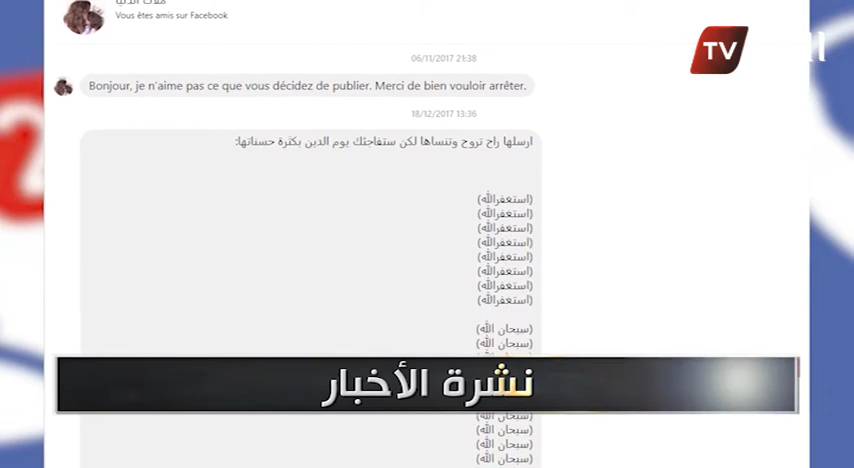 ملاك الدنيا
Vous êtes amis sur Facebook
TV
06/11/2017 21:38
Bonjour, je n'aime pas ce que vous décidez de publier. Merci de bien vouloir arrêter.
18/12/2017 13:36
ارسلها راح تروح وتنساها لكن ستفاجئك يوم الدين بكثرة حسناتها:
(استغفرالله)
(استغفرالله)
(استغفرالله)
(استغفرالله)
(استغفرالله)
(استغفرالله)
(استغفرالله)
(استغفرالله)
(سبحان الله)
(سبحان الله)
نشرة الأخبار
(سبحان الله)
(سبحان الله)
(سبحان الله)
(سبحان الله)